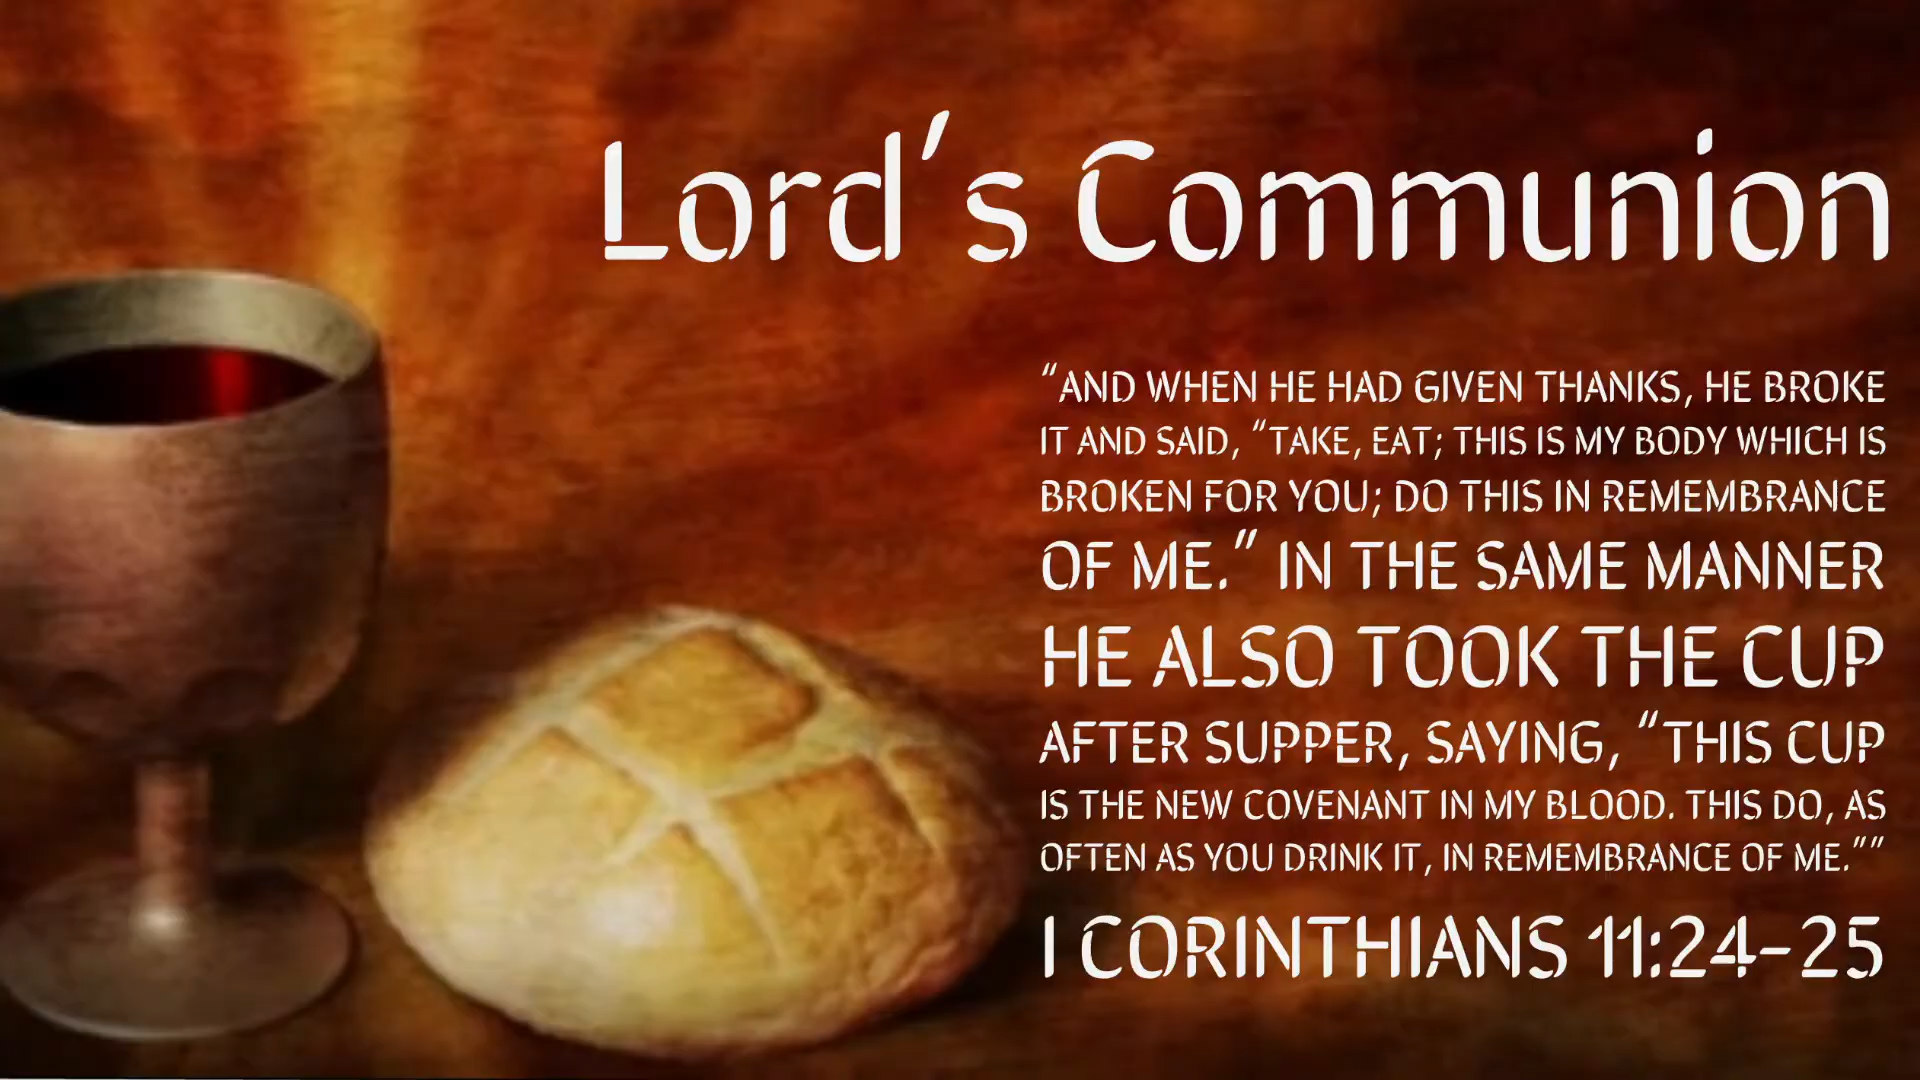 Lord's Communion
“AND WHEN HE HAD GIVEN THANKS, HE BROKE
IT AND SAID, “TAKE, EAT; THIS IS MY BODY WHICH IS
BROKEN FOR YOU; DO THIS IN REMEMBRANCE
OF ME.” IN THE SAME MANNER
HE ALSO TOOK THE CUP
AFTER SUPPER, SAYING, “THIS CUP
IS THE NEW COVENANT IN MY BLOOD. THIS DO, AS
OFTEN AS YOU DRINK IT, IN REMEMBRANCE OF ME.””
I CORINTHIANS 11:24-25